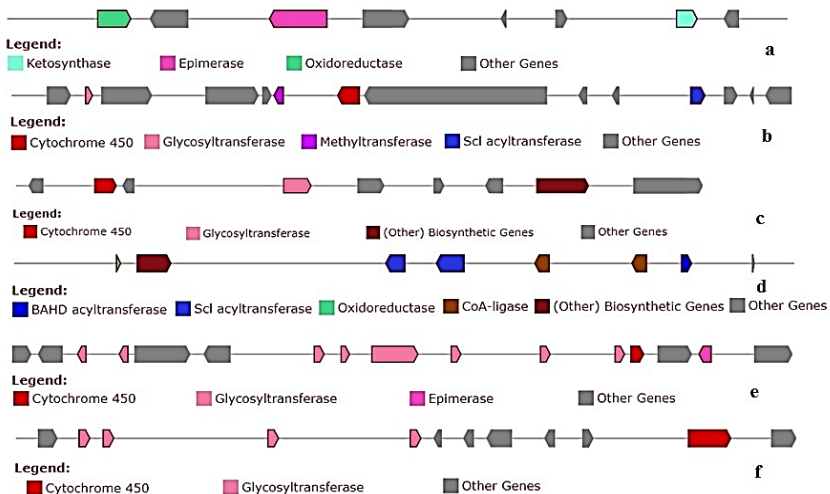 Legend:
a
Ketosynthase Epimerase Oxidoreductase Other Genes
Legend:
b
Cytochrome 450 Glycosyltransferase Methyltransferase Scl acyltransferase Other Genes
Legend:
c
Cytochrome 450 Glycosyltransferase (Other) Biosynthetic Genes Other Genes
Legend:
d
BAHD acyltransferase Scl acyltransferase Oxidoreductase CoA-ligase (Other) Biosynthetic Genes Other Genes
Legend:
e
Cytochrome 450 Glycosyltransferase Epimerase Other Genes
Legend:
f
Cytochrome 450 Glycosyltransferase Other Genes